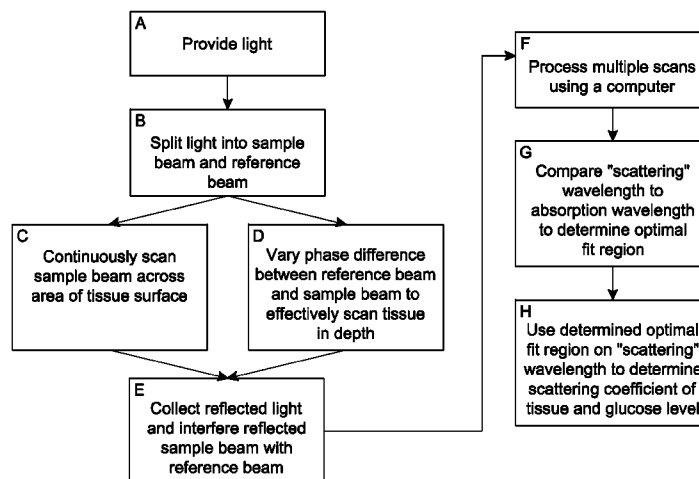 A
Provide light
B
Split light into sample
beam and reference
beam
C
Continuously scan
sample beam across
area of tissue surface
D
Vary phase difference
between reference beam
and sample beam to
effectively scan tissue
in depth
E
Collect reflected light
and interfere reflected
sample beam with
reference beam
F
Process multiple scans
using a computer
G
Compare "scattering"
wavelength to
absorption wavelength
to determine optimal
fit region
H
Use determined optimal
fit region on "scattering"
wavelength to determine
scattering coefficient of
tissue and glucose level